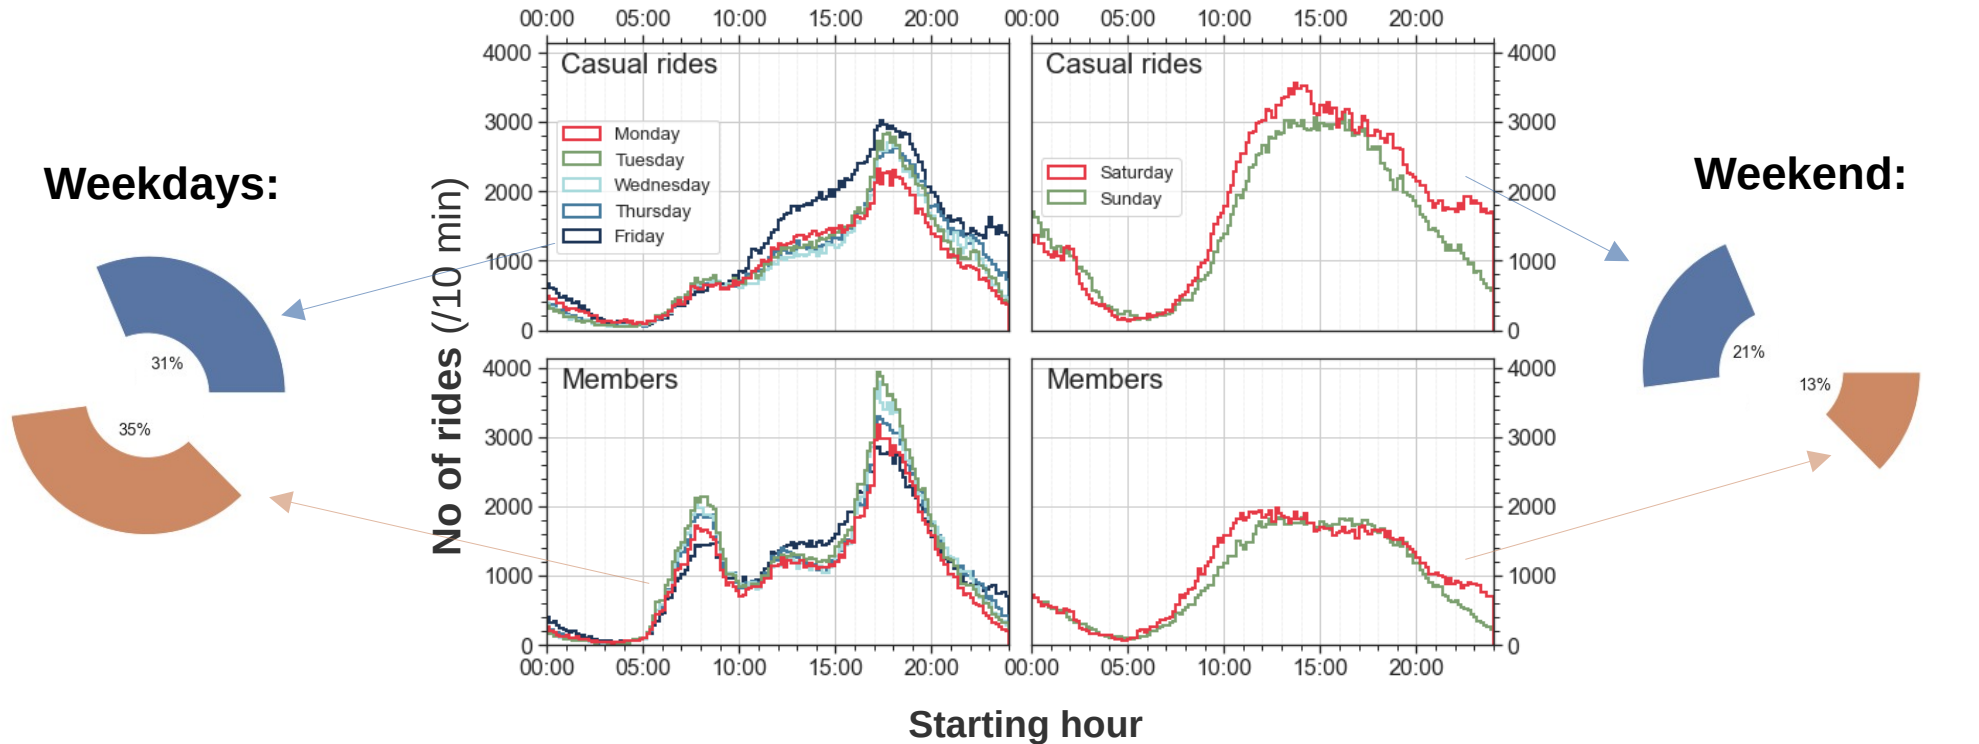 00:00 05:00 10:00 15:00 20:00 00:00 05:00 10:00 15:00 20:00
Casual rides
Casual rides
4000
3000
2000
1000
0
4000
3000
2000
1000
0
Monday
Tuesday
Wednesday
Thursday
Friday
Saturday
Sunday
Weekdays:
31%
35%
No of rides (/10 min)
Weekend:
21%
13%
Members
Members
4000
3000
2000
1000
0
4000
3000
2000
1000
0
00:00 05:00 10:00 15:00 20:00 00:00 05:00 10:00 15:00 20:00
Starting hour